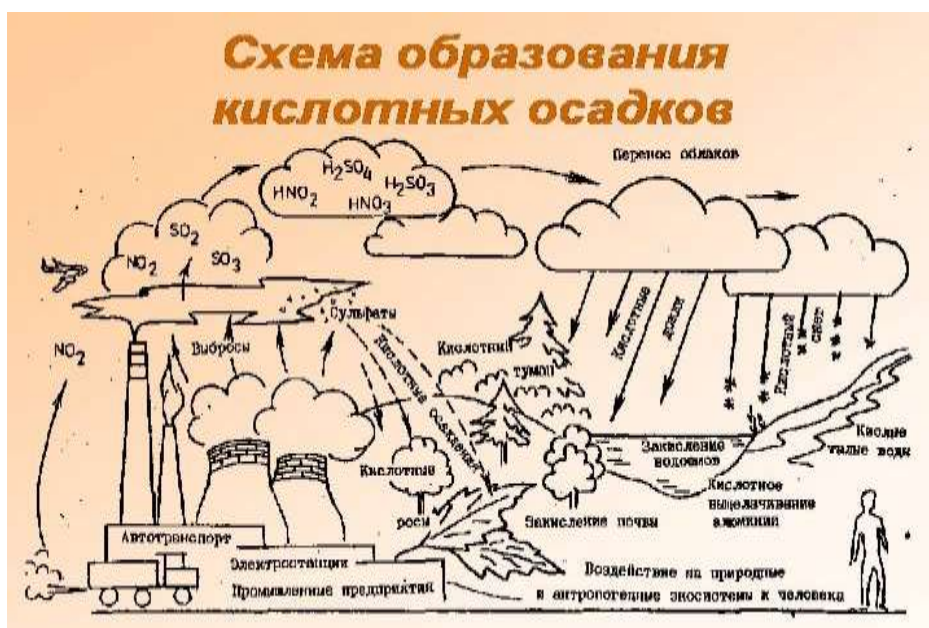 Схема образования
кислотных осадков
Перенос облаков
H₂SO₄
HNO₂
H₂SO₃
HNO₃
SO₂
NO₂
SO₃
Сульфаты
NO₂
Выбросы
Кислотные осаждения
Кислотный
туман
Кислотные
дожди
Кислотный
снег
Кислотные
росы
Закисление
водоемов
Кислые
талые воды
Кислотное
выщелачивание
алюминия
Закисление почвы
Автотранспорт
Электростанции
Промышленные предприятия
Воздействие на природные
и антропогенные экосистемы и человека